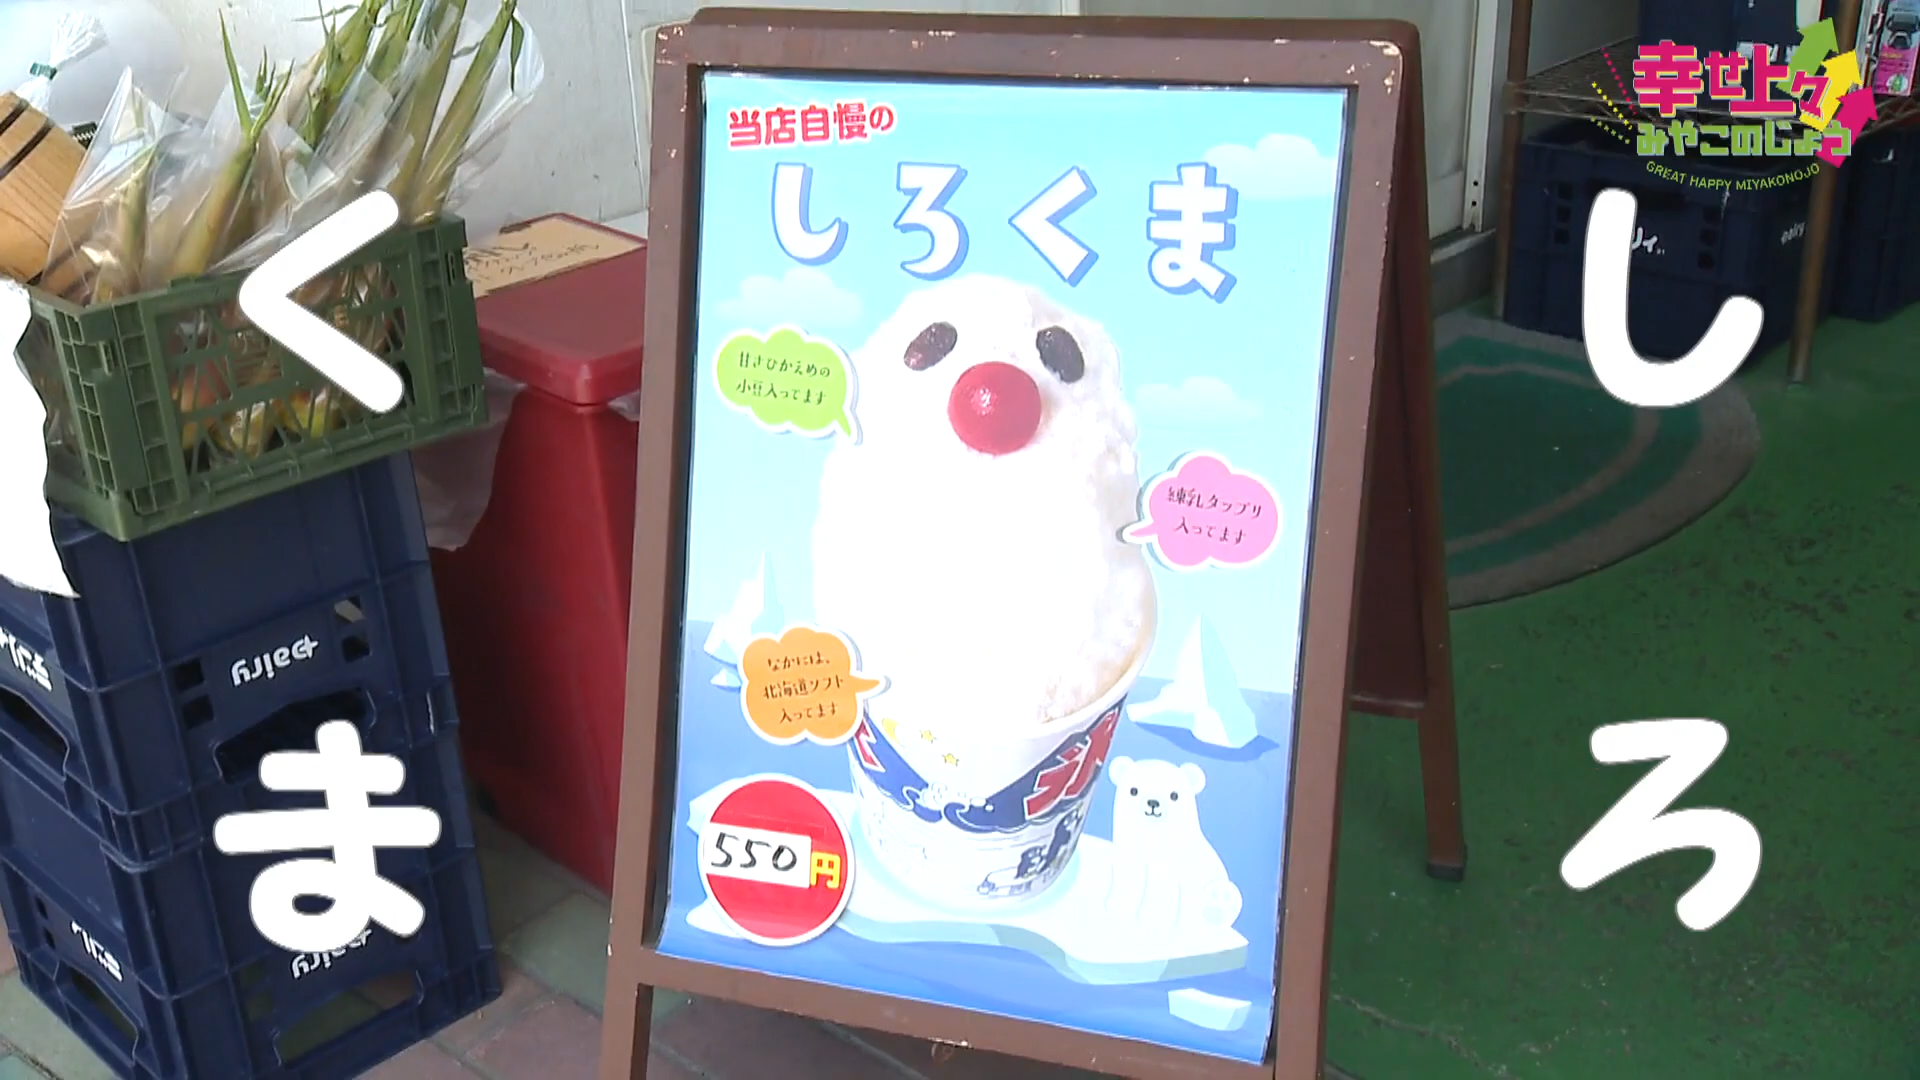 幸せ上々
みやこのじょう
GREAT HAPPY MIYAKONOJO
当店自慢の
しろくま
甘さひかえめの
小豆入ってます
練乳タップリ
入ってます
なかには、
北海道ソフト
入ってます
550円
氷
しろ
くま
Dairy
Dairy
Dairy